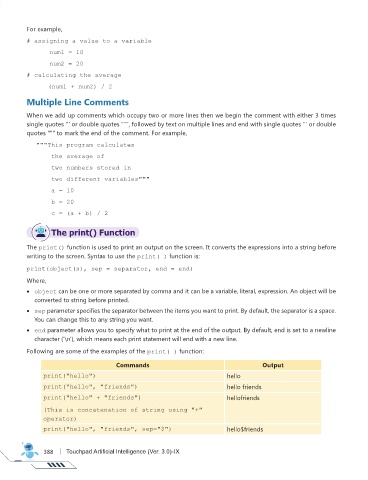 For example,
# assigning a value to a variable
num1 = 10
num2 = 20
# calculating the average
(num1 + num2) / 2
Multiple Line Comments
When we add up comments which occupy two or more lines then we begin the comment with either 3 times
single quotes ''' or double quotes """, followed by text on multiple lines and end with single quotes ''' or double
quotes """ to mark the end of the comment. For example,
"""This program calculates
the average of
two numbers stored in
two different variables"""
a = 10
b = 20
c = (a + b) / 2
The print() Function
The print() function is used to print an output on the screen. It converts the expressions into a string before
writing to the screen. Syntax to use the print( ) function is:
print(object(s), sep = separator, end = end)
Where,
• object can be one or more separated by comma and it can be a variable, literal, expression. An object will be
converted to string before printed.
• sep parameter specifies the separator between the items you want to print. By default, the separator is a space.
You can change this to any string you want.
• end parameter allows you to specify what to print at the end of the output. By default, end is set to a newline
character ('\n'), which means each print statement will end with a new line.
Following are some of the examples of the print( ) function:
Commands Output
print("hello") hello
print("hello", "friends") hello friends
print("hello" + "friends") hellofriends
(This is concatenation of string using "+"
operator)
print("hello", "friends", sep="$") hello$friends
388 | Touchpad Artificial Intelligence (Ver. 3.0)-IX